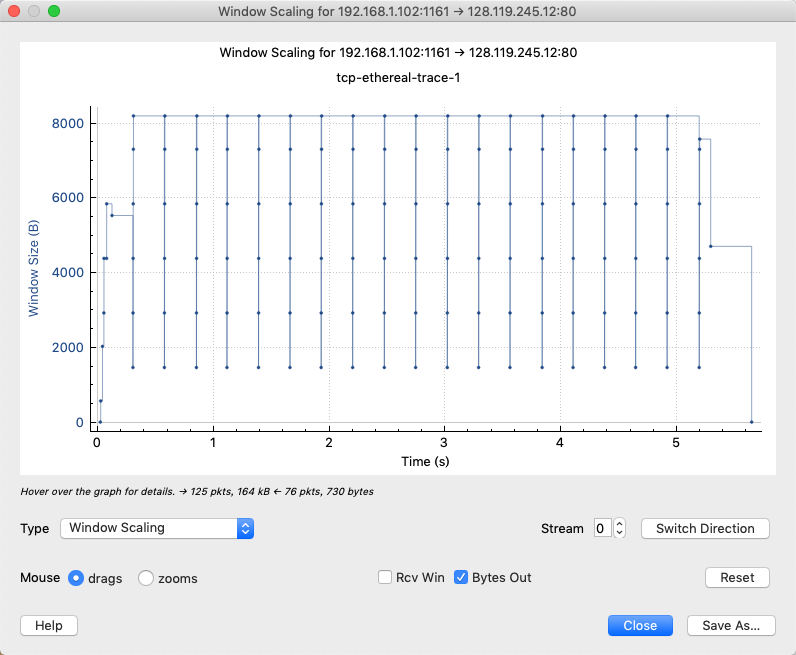 Window Scaling for 192.168.1.102:1161 → 128.119.245.12:80
Window Scaling for 192.168.1.102:1161 → 128.119.245.12:80
tcp-ethereal-trace-1
8000
6000
4000
2000
0
Window Size (B)
0 1 2 3 4 5
Time (s)
Hover over the graph for details. → 125 pkts, 164 kB ← 76 pkts, 730 bytes
Type Window Scaling Stream 0 Switch Direction
Mouse drags zooms Rcv Win Bytes Out Reset
Help Close Save As...